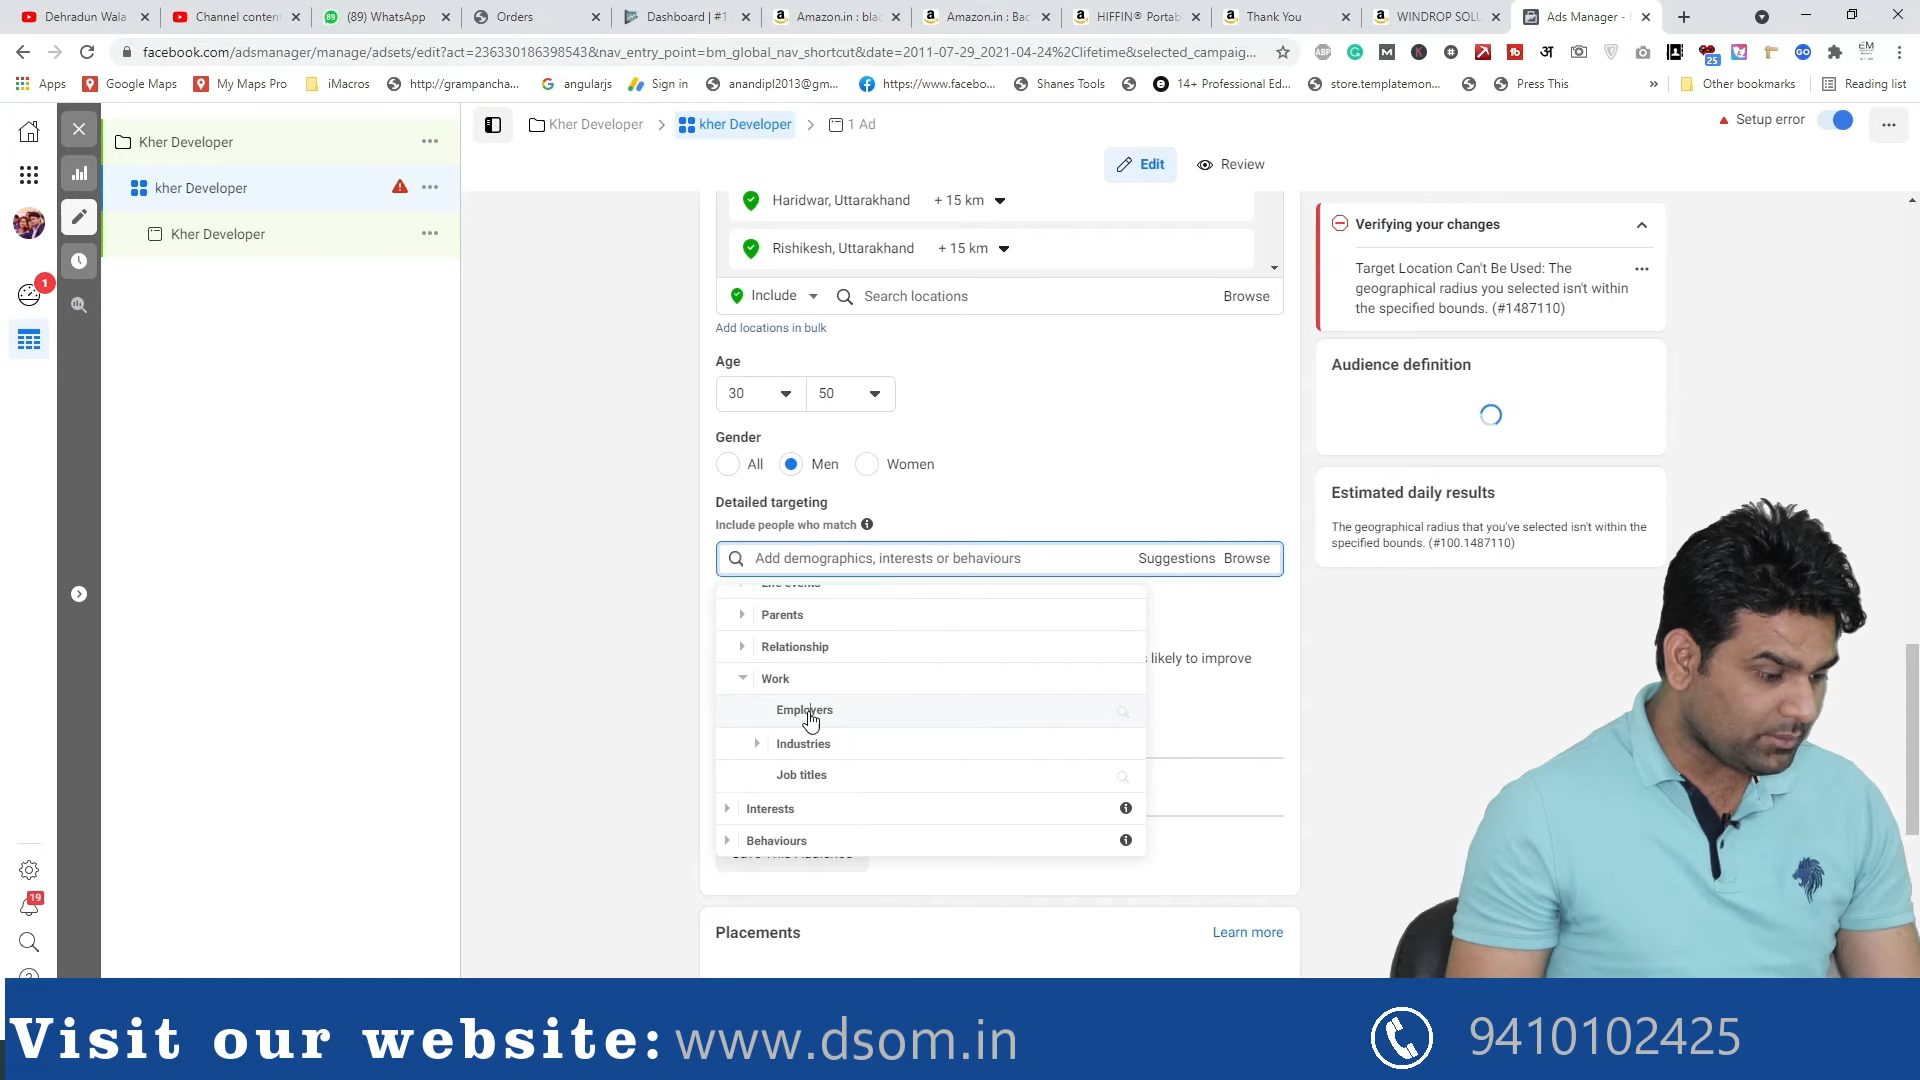 Dehradun Wala
Channel content
(89) WhatsApp
Orders
Dashboard | #1
Amazon.in : bla
Amazon.in : Bac
HIFFIN® Portab
Thank You
WINDROP SOLU
Ads Manager -
facebook.com/adsmanager/manage/adsets/edit?act=236330186398543&nav_entry_point=bm_global_nav_shortcut&date=2011-07-29_2021-04-24%2Clifetime&selected_campaig...
Apps
Google Maps
My Maps Pro
iMacros
http://grampancha...
angularjs
Sign in
anandipl2013@gm...
https://www.facebo...
Shanes Tools
14+ Professional Ed...
store.templatemon...
Press This
»
Other bookmarks
Reading list
Kher Developer
kher Developer
Kher Developer
Kher Developer > kher Developer > 1 Ad
Setup error
Edit
Review
Haridwar, Uttarakhand + 15 km
Rishikesh, Uttarakhand + 15 km
Include
Search locations
Browse
Add locations in bulk
Age
30
50
Gender
All
Men
Women
Detailed targeting
Include people who match
Add demographics, interests or behaviours
Suggestions
Browse
Life events
Parents
Relationship
Work
Employers
Industries
Job titles
Interests
Behaviours
likely to improve
Save This Audience
Placements
Learn more
Verifying your changes
Target Location Can't Be Used: The
geographical radius you selected isn't within
the specified bounds. (#1487110)
Audience definition
Estimated daily results
The geographical radius that you've selected isn't within the
specified bounds. (#100.1487110)
1
19
25
Visit our website: www.dsom.in
9410102425